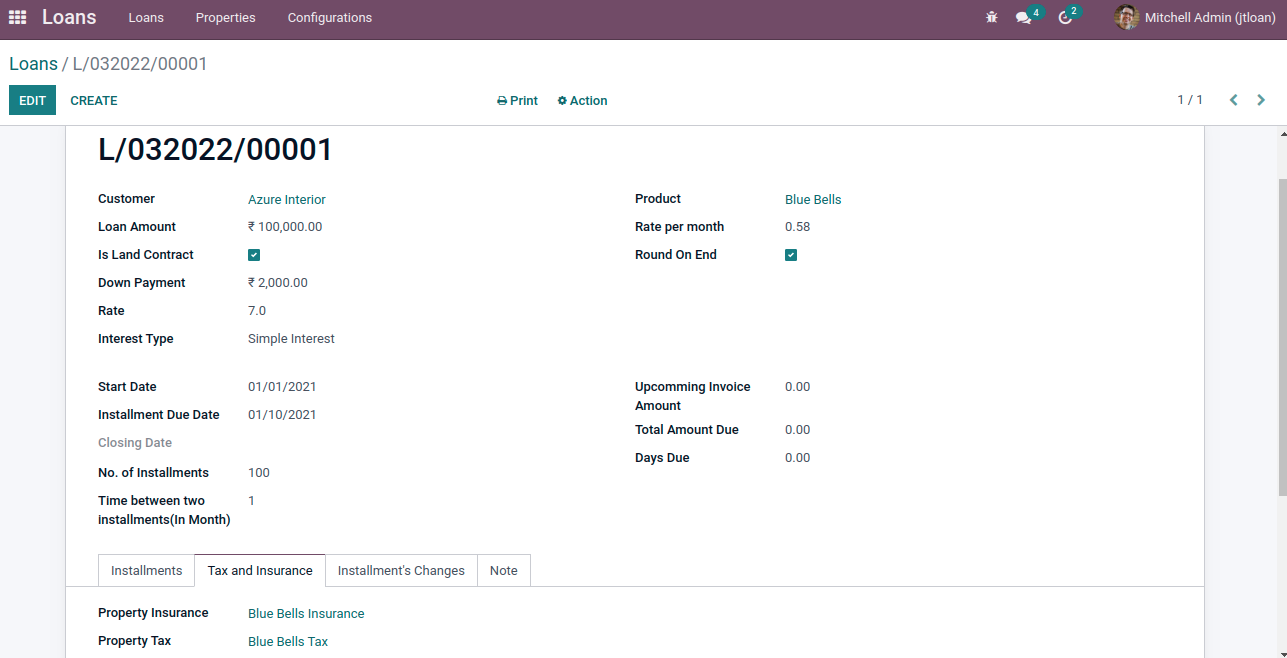 Loans Loans Properties Configurations 4 2 Mitchell Admin (jtloan)
Loans / L/032022/00001
EDIT CREATE Print Action 1 / 1
L/032022/00001
Customer Azure Interior Product Blue Bells
Loan Amount ₹ 100,000.00 Rate per month 0.58
Is Land Contract Round On End
Down Payment ₹ 2,000.00
Rate 7.0
Interest Type Simple Interest
Start Date 01/01/2021 Upcomming Invoice Amount 0.00
Installment Due Date 01/10/2021 Total Amount Due 0.00
Closing Date Days Due 0.00
No. of Installments 100
Time between two 1
installments(In Month)
Installments Tax and Insurance Installment's Changes Note
Property Insurance Blue Bells Insurance
Property Tax Blue Bells Tax